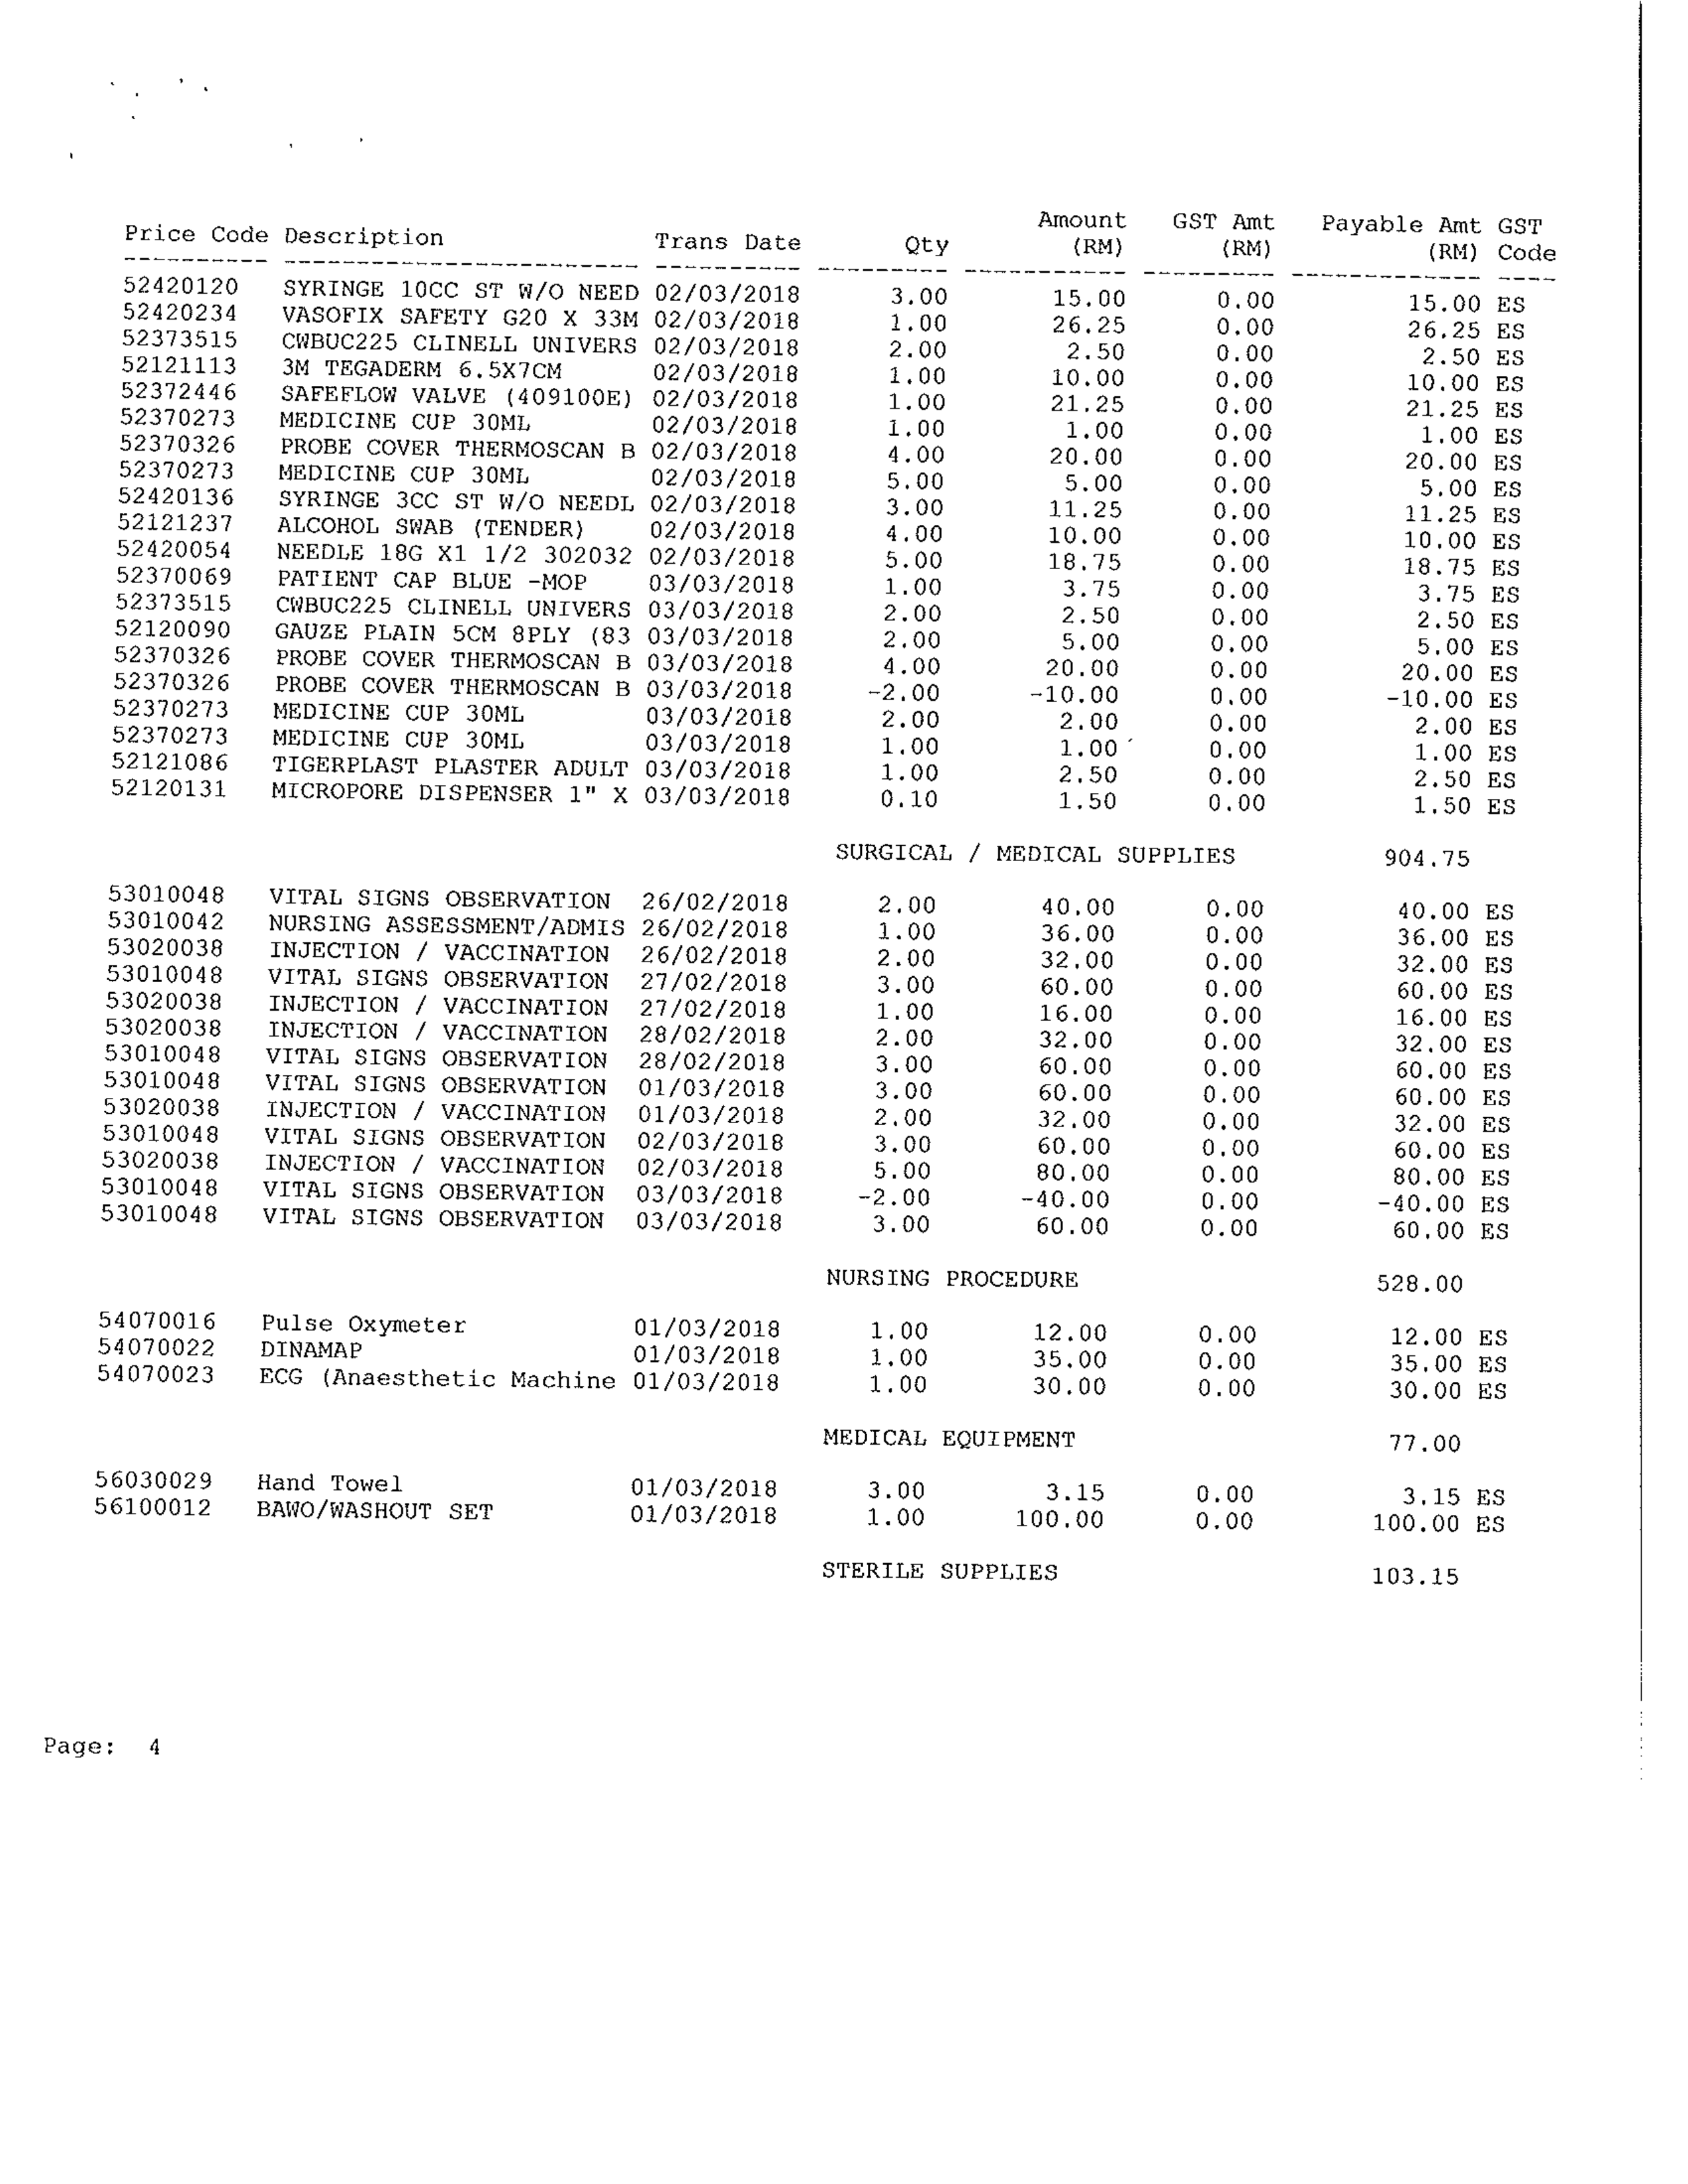 Price Code Description Trans Date Qty Amount (RM) GST Amt (RM) Payable Amt (RM) GST Code
---------- ------------------------ ---------- --------- ----------- --------- ------------- ----
52420120 SYRINGE 10CC ST W/O NEED 02/03/2018 3.00 15.00 0.00 15.00 ES
52420234 VASOFIX SAFETY G20 X 33M 02/03/2018 1.00 26.25 0.00 26.25 ES
52373515 CWBUC225 CLINELL UNIVERS 02/03/2018 2.00 2.50 0.00 2.50 ES
52121113 3M TEGADERM 6.5X7CM 02/03/2018 1.00 10.00 0.00 10.00 ES
52372446 SAFEFLOW VALVE (409100E) 02/03/2018 1.00 21.25 0.00 21.25 ES
52370273 MEDICINE CUP 30ML 02/03/2018 1.00 1.00 0.00 1.00 ES
52370326 PROBE COVER THERMOSCAN B 02/03/2018 4.00 20.00 0.00 20.00 ES
52370273 MEDICINE CUP 30ML 02/03/2018 5.00 5.00 0.00 5.00 ES
52420136 SYRINGE 3CC ST W/O NEEDL 02/03/2018 3.00 11.25 0.00 11.25 ES
52121237 ALCOHOL SWAB (TENDER) 02/03/2018 4.00 10.00 0.00 10.00 ES
52420054 NEEDLE 18G X1 1/2 302032 02/03/2018 5.00 18.75 0.00 18.75 ES
52370069 PATIENT CAP BLUE -MOP 03/03/2018 1.00 3.75 0.00 3.75 ES
52373515 CWBUC225 CLINELL UNIVERS 03/03/2018 2.00 2.50 0.00 2.50 ES
52120090 GAUZE PLAIN 5CM 8PLY (83 03/03/2018 2.00 5.00 0.00 5.00 ES
52370326 PROBE COVER THERMOSCAN B 03/03/2018 4.00 20.00 0.00 20.00 ES
52370326 PROBE COVER THERMOSCAN B 03/03/2018 -2.00 -10.00 0.00 -10.00 ES
52370273 MEDICINE CUP 30ML 03/03/2018 2.00 2.00 0.00 2.00 ES
52370273 MEDICINE CUP 30ML 03/03/2018 1.00 1.00 0.00 1.00 ES
52121086 TIGERPLAST PLASTER ADULT 03/03/2018 1.00 2.50 0.00 2.50 ES
52120131 MICROPORE DISPENSER 1" X 03/03/2018 0.10 1.50 0.00 1.50 ES
SURGICAL / MEDICAL SUPPLIES 904.75
53010048 VITAL SIGNS OBSERVATION 26/02/2018 2.00 40.00 0.00 40.00 ES
53010042 NURSING ASSESSMENT/ADMIS 26/02/2018 1.00 36.00 0.00 36.00 ES
53020038 INJECTION / VACCINATION 26/02/2018 2.00 32.00 0.00 32.00 ES
53010048 VITAL SIGNS OBSERVATION 27/02/2018 3.00 60.00 0.00 60.00 ES
53020038 INJECTION / VACCINATION 27/02/2018 1.00 16.00 0.00 16.00 ES
53020038 INJECTION / VACCINATION 28/02/2018 2.00 32.00 0.00 32.00 ES
53010048 VITAL SIGNS OBSERVATION 28/02/2018 3.00 60.00 0.00 60.00 ES
53010048 VITAL SIGNS OBSERVATION 01/03/2018 3.00 60.00 0.00 60.00 ES
53020038 INJECTION / VACCINATION 01/03/2018 2.00 32.00 0.00 32.00 ES
53010048 VITAL SIGNS OBSERVATION 02/03/2018 3.00 60.00 0.00 60.00 ES
53020038 INJECTION / VACCINATION 02/03/2018 5.00 80.00 0.00 80.00 ES
53010048 VITAL SIGNS OBSERVATION 03/03/2018 -2.00 -40.00 0.00 -40.00 ES
53010048 VITAL SIGNS OBSERVATION 03/03/2018 3.00 60.00 0.00 60.00 ES
NURSING PROCEDURE 528.00
54070016 Pulse Oxymeter 01/03/2018 1.00 12.00 0.00 12.00 ES
54070022 DINAMAP 01/03/2018 1.00 35.00 0.00 35.00 ES
54070023 ECG (Anaesthetic Machine 01/03/2018 1.00 30.00 0.00 30.00 ES
MEDICAL EQUIPMENT 77.00
56030029 Hand Towel 01/03/2018 3.00 3.15 0.00 3.15 ES
56100012 BAWO/WASHOUT SET 01/03/2018 1.00 100.00 0.00 100.00 ES
STERILE SUPPLIES 103.15
Page: 4